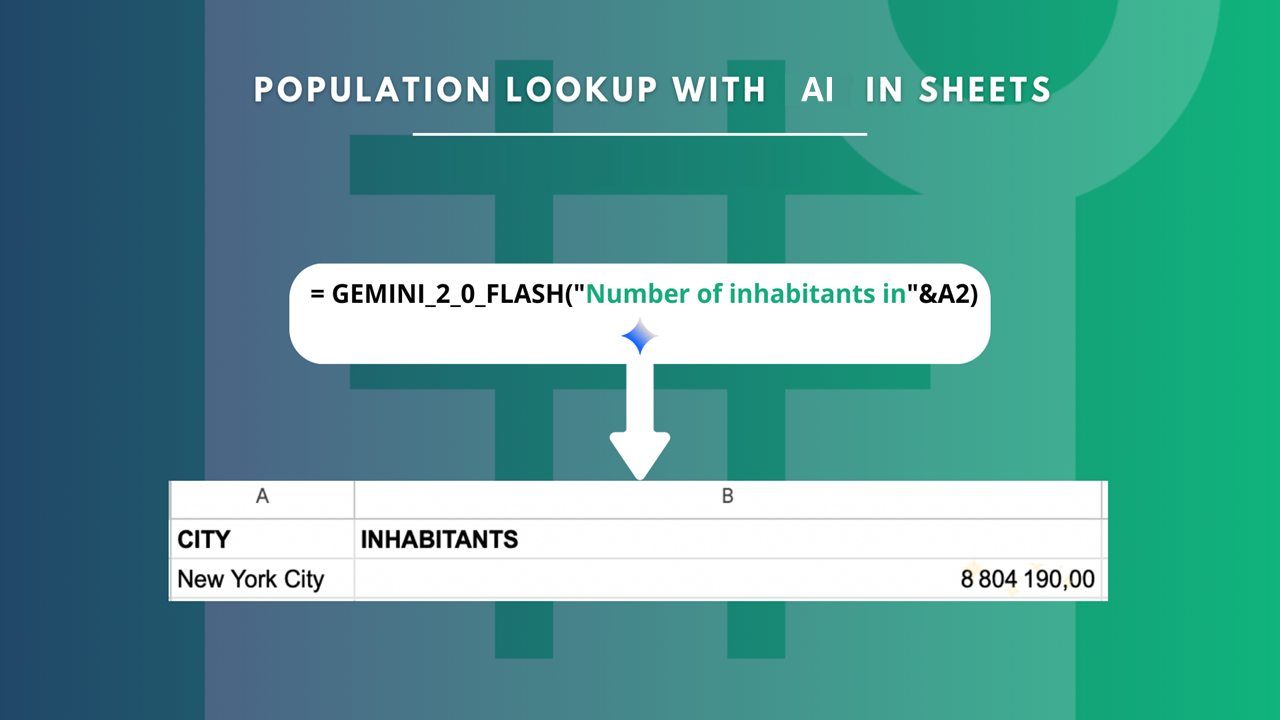 POPULATION LOOKUP WITH AI IN SHEETS
= GEMINI_2_0_FLASH("Number of inhabitants in"&A2)
A B
CITY INHABITANTS
New York City 8 804 190,00